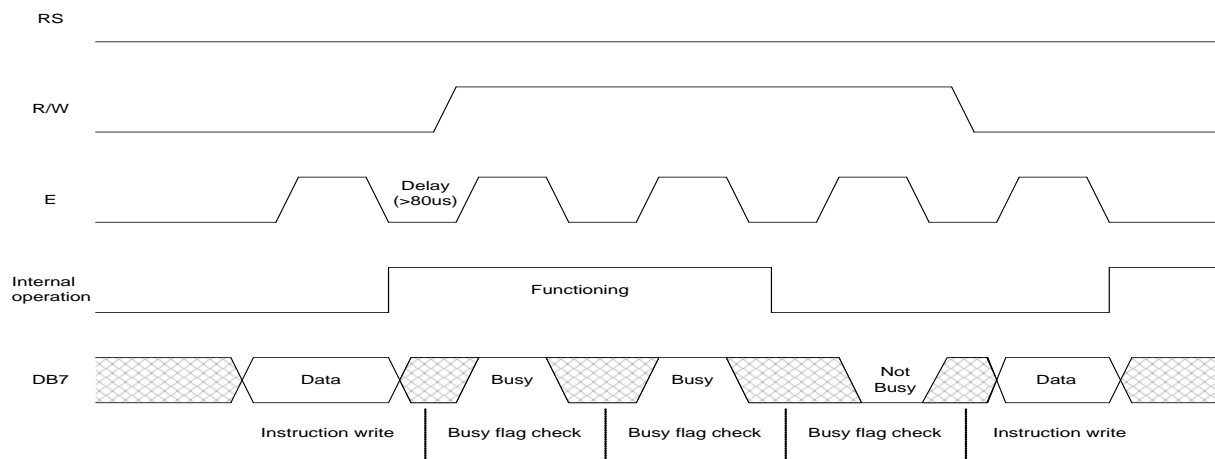 RS
R/W
E
Delay
(>80us)
Internal
operation
Functioning
DB7
Data
Busy
Busy
Not
Busy
Data
Instruction write
Busy flag check
Busy flag check
Busy flag check
Instruction write